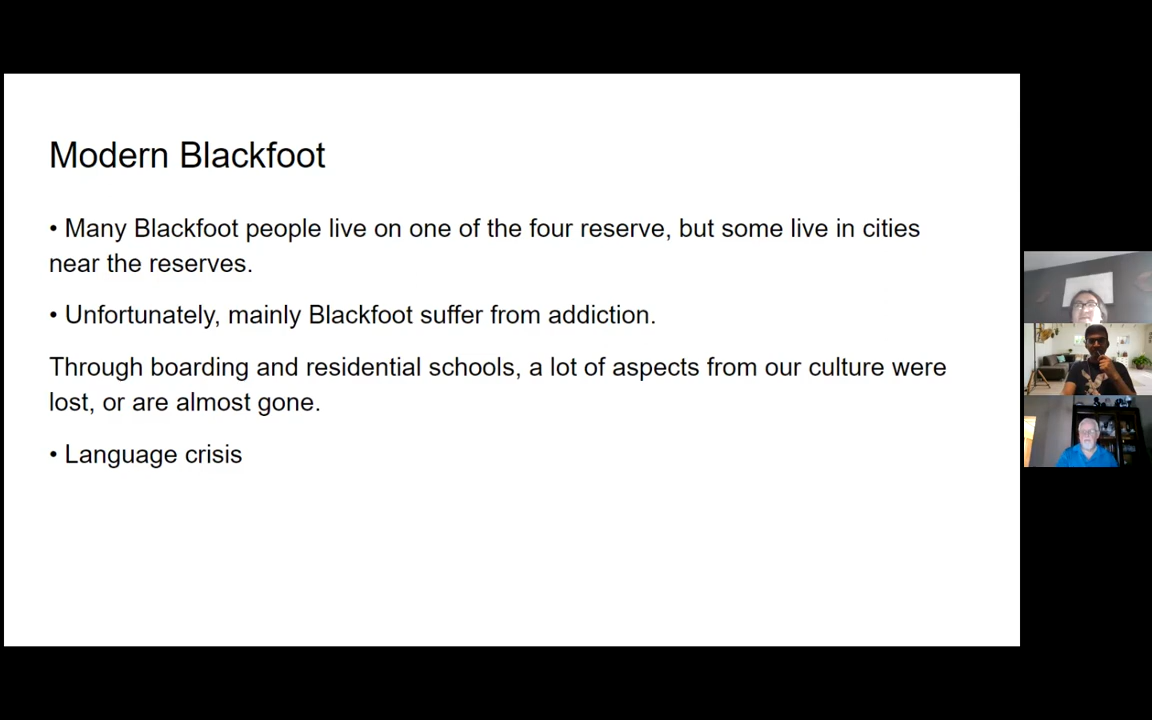 Modern Blackfoot
• Many Blackfoot people live on one of the four reserve, but some live in cities
near the reserves.
• Unfortunately, mainly Blackfoot suffer from addiction.
Through boarding and residential schools, a lot of aspects from our culture were
lost, or are almost gone.
• Language crisis